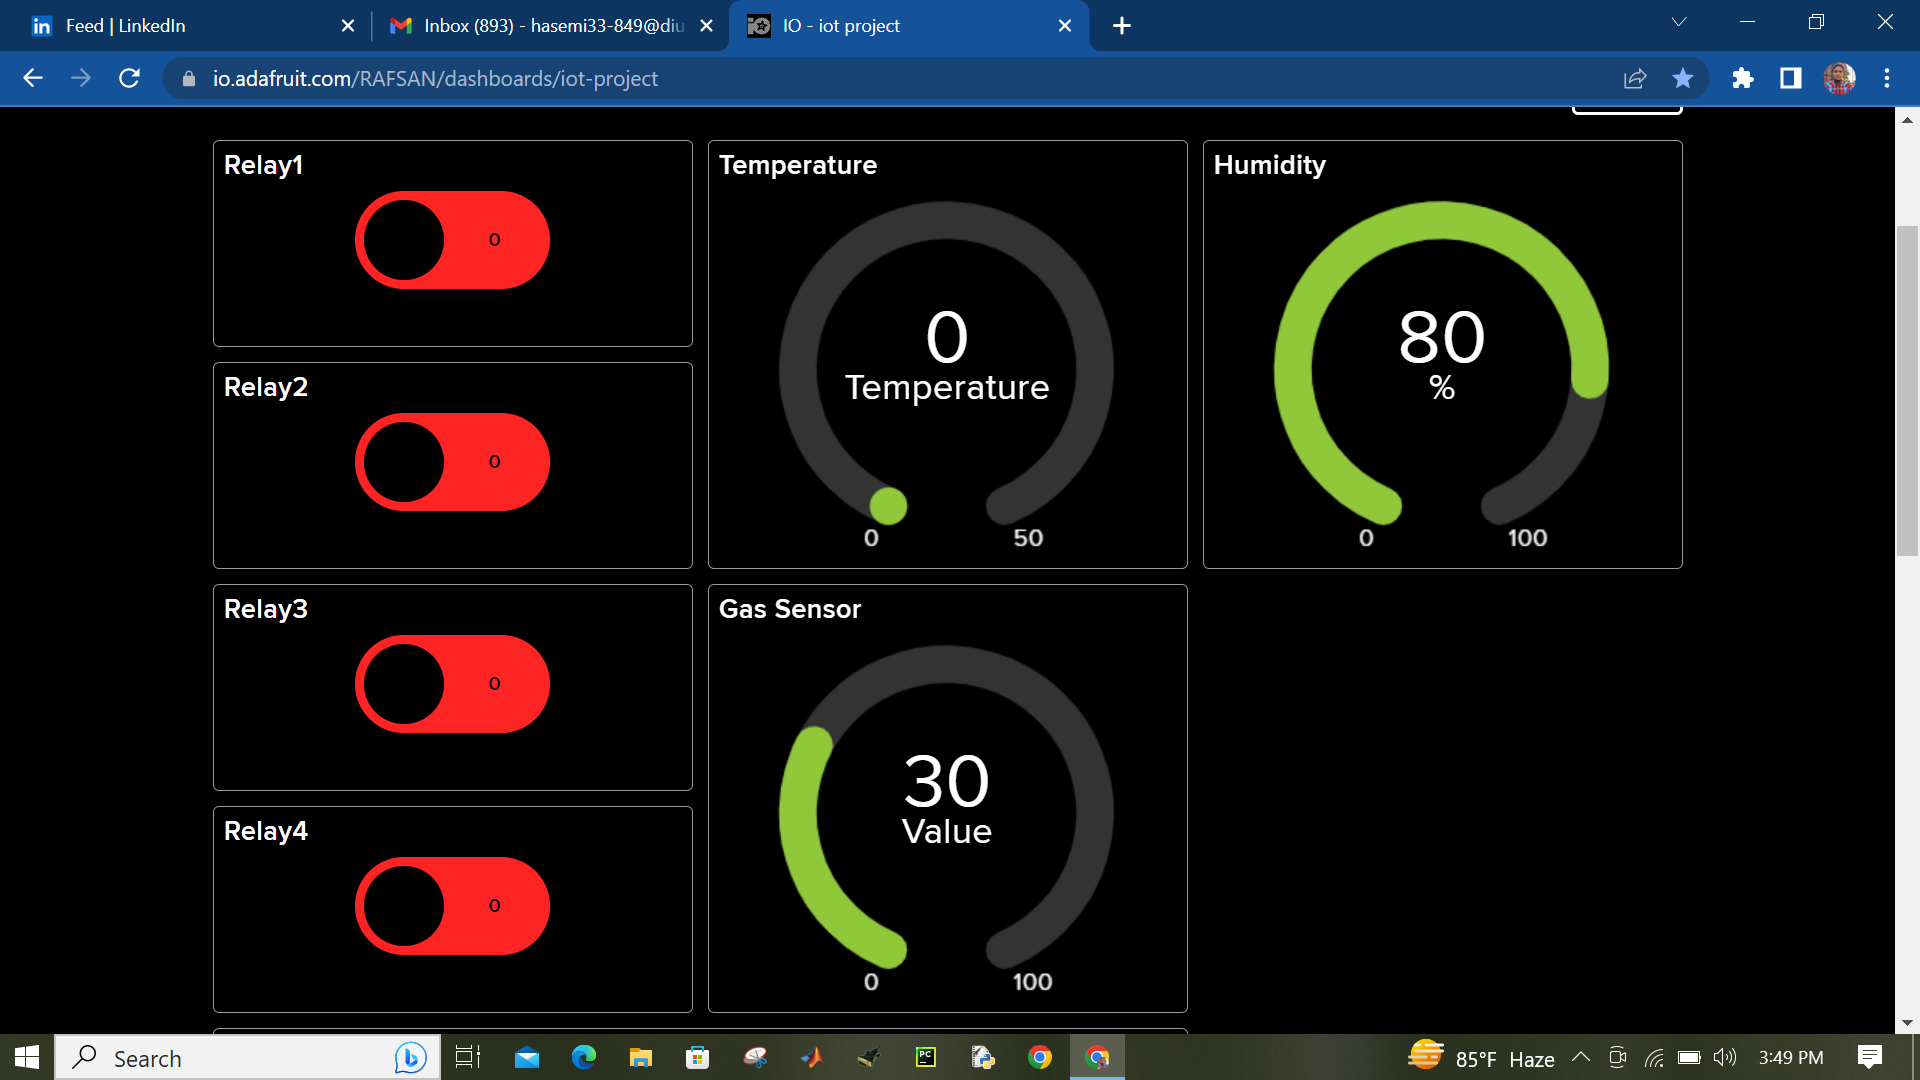 in Feed | LinkedIn
Inbox (893) - hasemi33-849@diu
IO - iot project
io.adafruit.com/RAFSAN/dashboards/iot-project
Relay1
0
Temperature
0
Temperature
0
50
Humidity
80
%
0
100
Relay2
0
Relay3
0
Gas Sensor
30
Value
0
100
Relay4
0
Search
PC
85°F Haze
3:49 PM